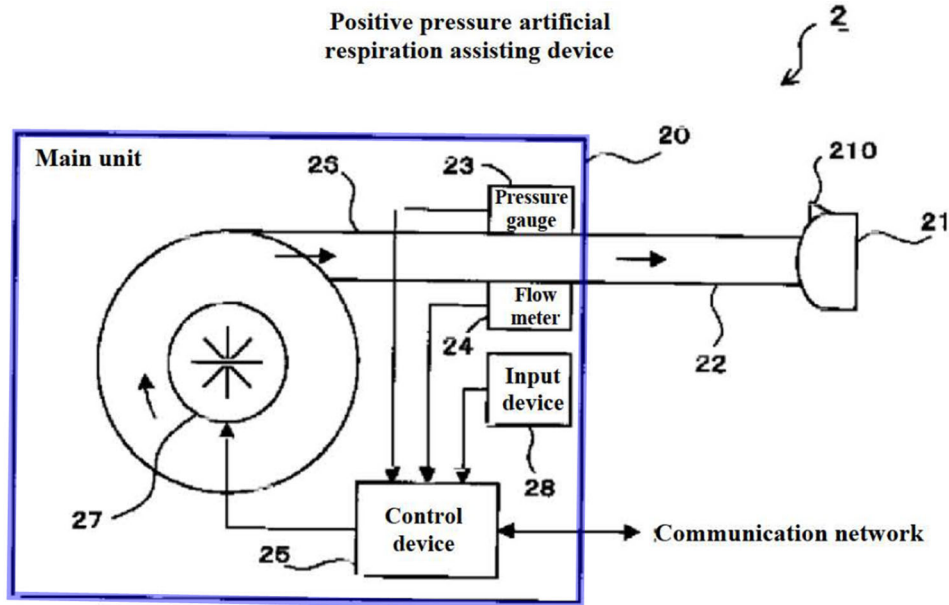 Positive pressure artificial
respiration assisting device
2
Main unit
26
23
20
210
Pressure
gauge
21
Flow
meter
24
22
Input
device
27
28
Control
device
25
Communication network